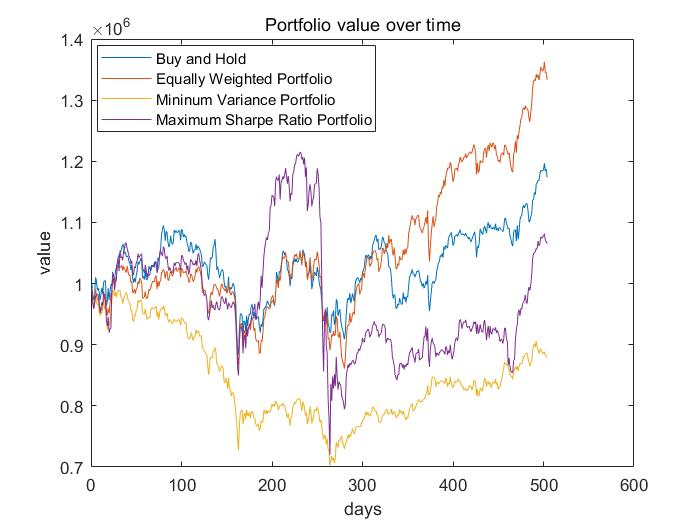 Portfolio value over time
×10^6
1.4
1.3
1.2
1.1
1
0.9
0.8
0.7
value
Buy and Hold
Equally Weighted Portfolio
Mininum Variance Portfolio
Maximum Sharpe Ratio Portfolio
0 100 200 300 400 500 600
days